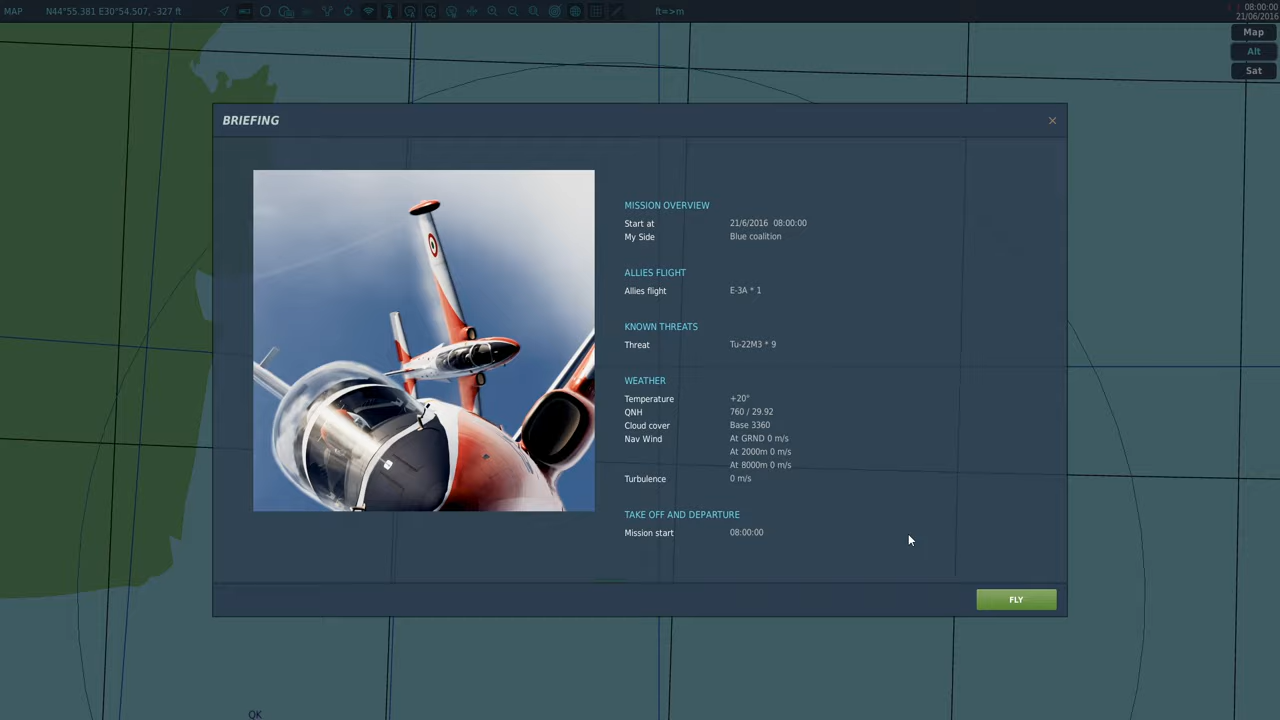 MAP N44°55.381 E30°54.507, -327 ft ft=>m 08:00:00
21/06/2016
Map
Alt
Sat
BRIEFING
MISSION OVERVIEW
Start at 21/6/2016 08:00:00
My Side Blue coalition
ALLIES FLIGHT
Allies flight E-3A * 1
KNOWN THREATS
Threat Tu-22M3 * 9
WEATHER
Temperature +20°
QNH 760 / 29.92
Cloud cover Base 3360
Nav Wind At GRND 0 m/s
At 2000m 0 m/s
At 8000m 0 m/s
Turbulence 0 m/s
TAKE OFF AND DEPARTURE
Mission start 08:00:00
FLY
QK